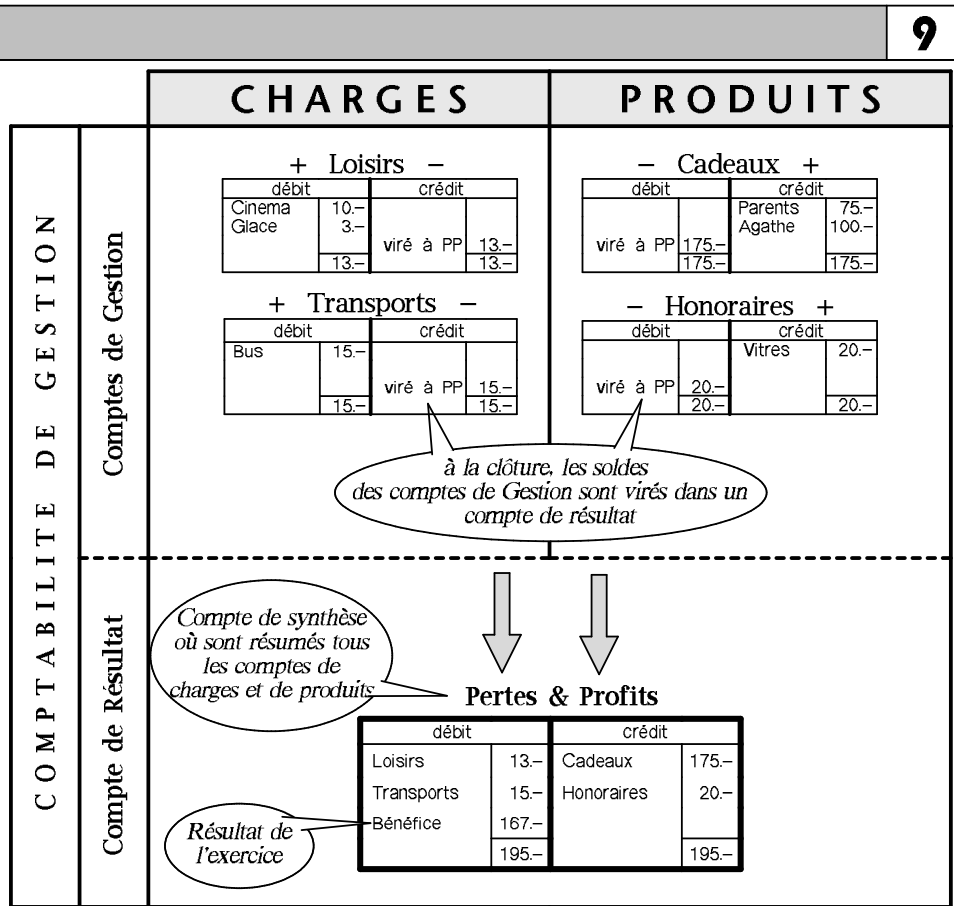 9
CHARGES PRODUITS
COMPTABILITE DE GESTION
Comptes de Gestion
+ Loisirs –
débit crédit
Cinema 10.–
Glace 3.–
viré à PP 13.–
13.– 13.–
– Cadeaux +
débit crédit
Parents 75.–
Agathe 100.–
viré à PP 175.–
175.– 175.–
+ Transports –
débit crédit
Bus 15.–
viré à PP 15.–
15.– 15.–
– Honoraires +
débit crédit
Vitres 20.–
viré à PP 20.–
20.– 20.–
à la clôture, les soldes
des comptes de Gestion sont virés dans un
compte de résultat
Compte de Résultat
Compte de synthèse
où sont résumés tous
les comptes de
charges et de produits
Pertes & Profits
débit crédit
Loisirs 13.– Cadeaux 175.–
Transports 15.– Honoraires 20.–
Bénéfice 167.–
195.– 195.–
Résultat de
l'exercice